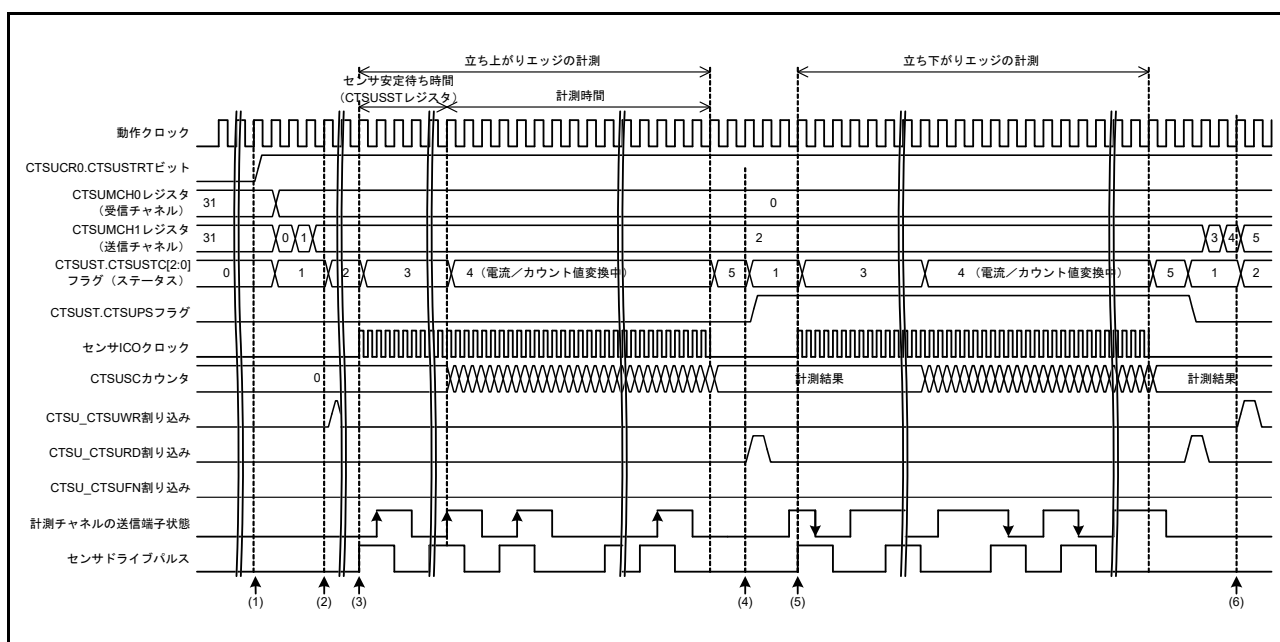 立ち上がりエッジの計測
立ち下がりエッジの計測
センサ安定待ち時間
(CTSUSSTレジスタ)
計測時間
動作クロック
CTSUCR0.CTSUSTRTビット
CTSUMCH0レジスタ
(受信チャネル)
31
0
CTSUMCH1レジスタ
(送信チャネル)
31
0
1
2
3
4
5
CTSUST.CTSUSTC[2:0]
フラグ(ステータス)
0
1
2
3
4(電流/カウント値変換中)
5
1
3
4(電流/カウント値変換中)
5
1
2
CTSUST.CTSUPSフラグ
センサICOクロック
CTSUSCカウンタ
0
計測結果
計測結果
CTSU_CTSUWR割り込み
CTSU_CTSURD割り込み
CTSU_CTSUFN割り込み
計測チャネルの送信端子状態
センサドライブパルス
(1)
(2)
(3)
(4)
(5)
(6)